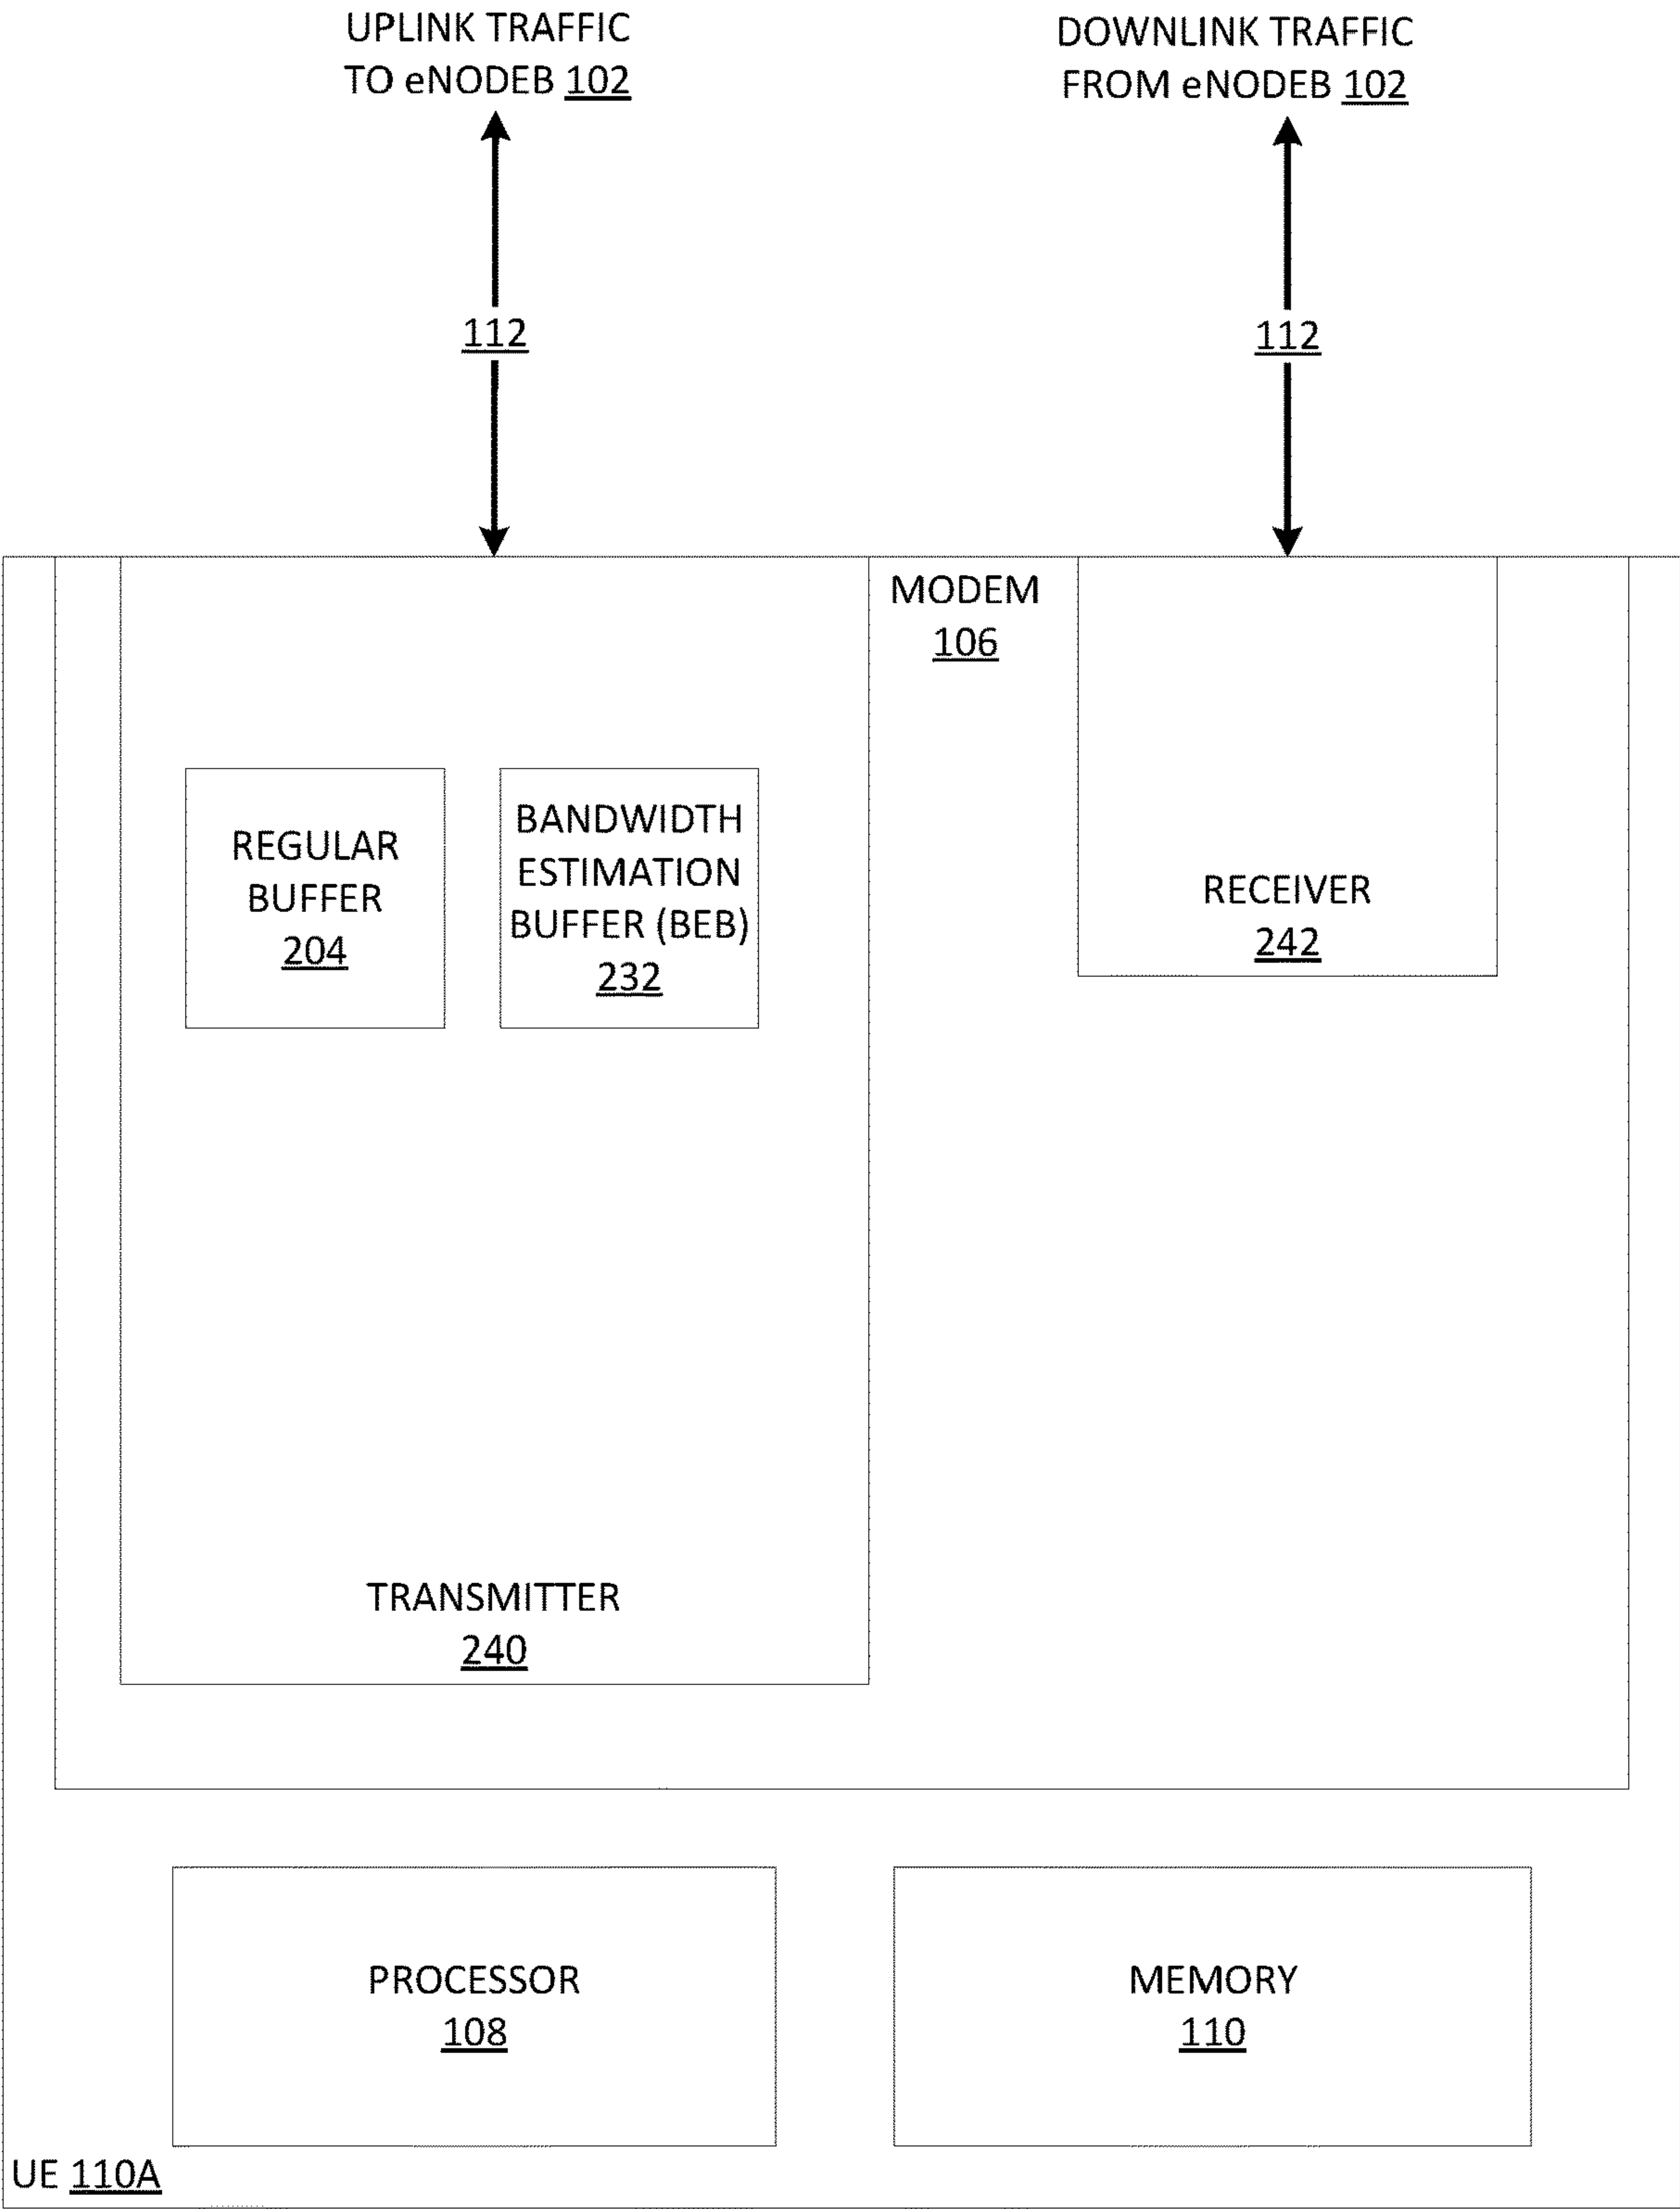 UPLINK TRAFFIC
TO eNODEB 102
DOWNLINK TRAFFIC
FROM eNODEB 102
112
112
MODEM
106
REGULAR
BUFFER
204
BANDWIDTH
ESTIMATION
BUFFER (BEB)
232
RECEIVER
242
TRANSMITTER
240
PROCESSOR
108
MEMORY
110
UE 110A